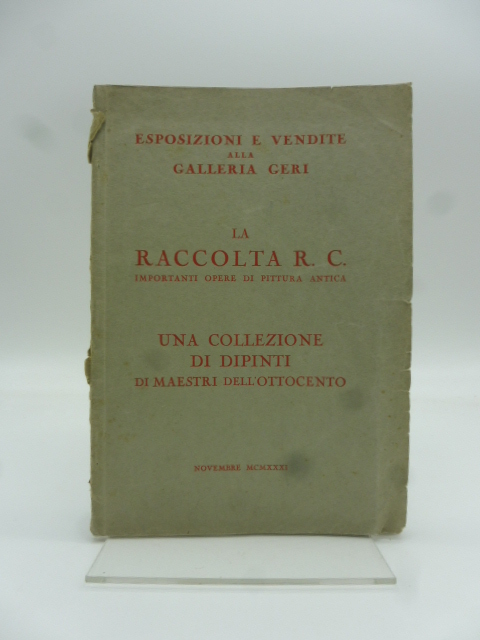 ESPOSIZIONI E VENDITE
ALLA
GALLERIA GERI
LA
RACCOLTA R. C.
IMPORTANTI OPERE DI PITTURA ANTICA
UNA COLLEZIONE
DI DIPINTI
DI MAESTRI DELL'OTTOCENTO
NOVEMBRE MCMXXXI